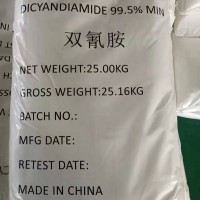 DICYANDIAMIDE 99.5% MIN
双氰胺
NET WEIGHT:25.00KG
GROSS WEIGHT:25.16KG
BATCH NO.:
MFG DATE:
RETEST DATE:
MADE IN CHINA